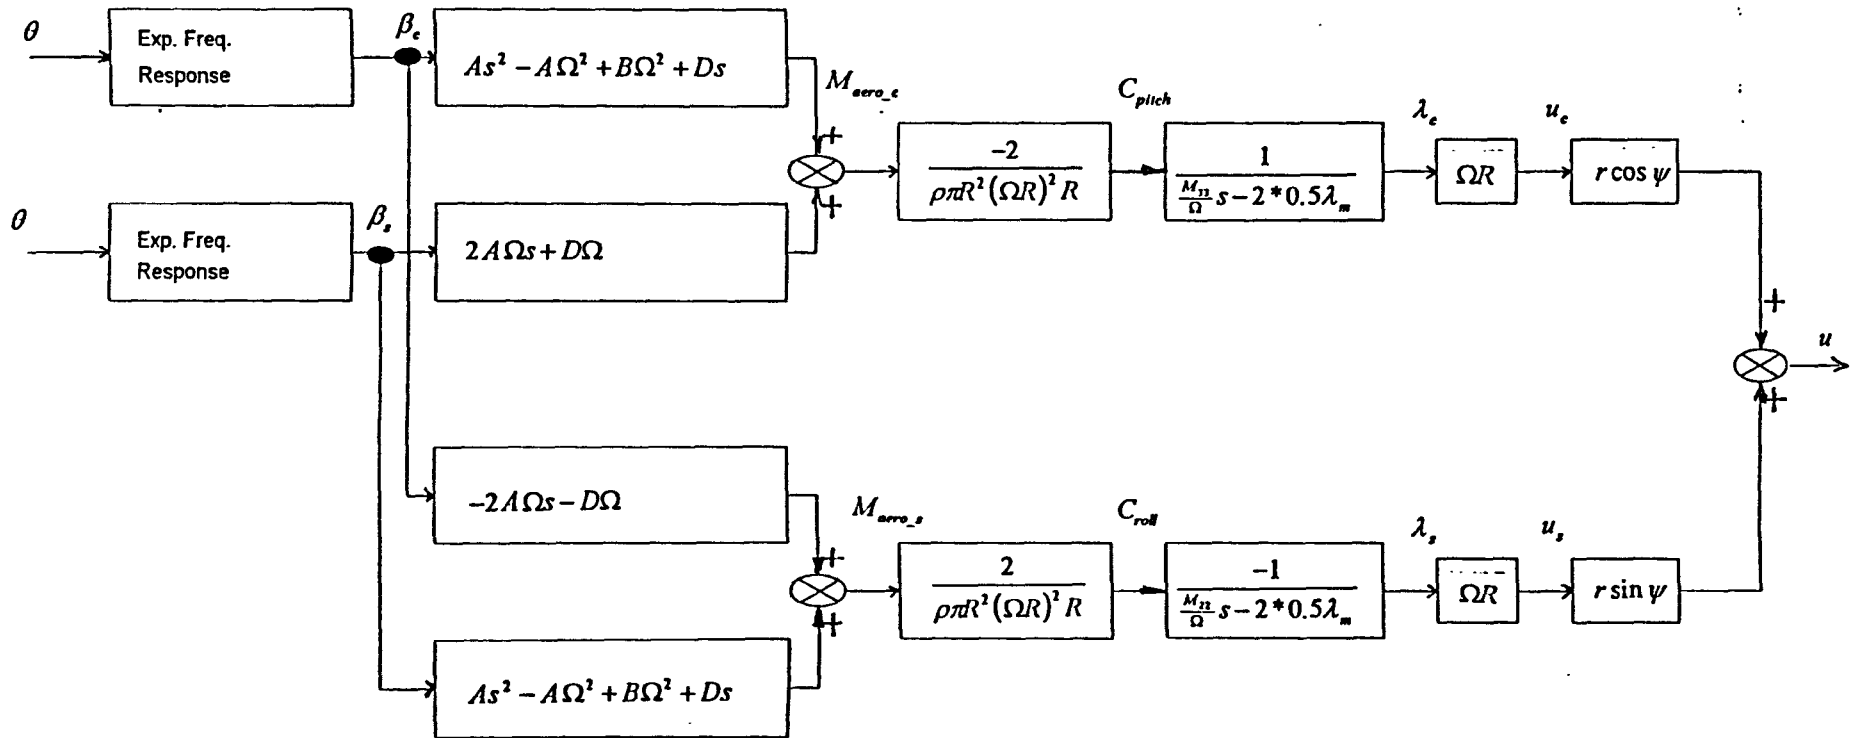 θ
Exp. Freq.
Response
β_c
As² − AΩ² + BΩ² + Ds
M_aero_c
+
+
−2
ρπR²(ΩR)²R
C_pitch
1
M₂₂/Ω s − 2*0.5λ_m
λ_c
ΩR
u_c
r cos ψ
θ
Exp. Freq.
Response
β_s
2AΩs + DΩ
+
u
+
−2AΩs − DΩ
M_aero_s
+
+
2
ρπR²(ΩR)²R
C_roll
−1
M₂₂/Ω s − 2*0.5λ_m
λ_s
ΩR
u_s
r sin ψ
As² − AΩ² + BΩ² + Ds